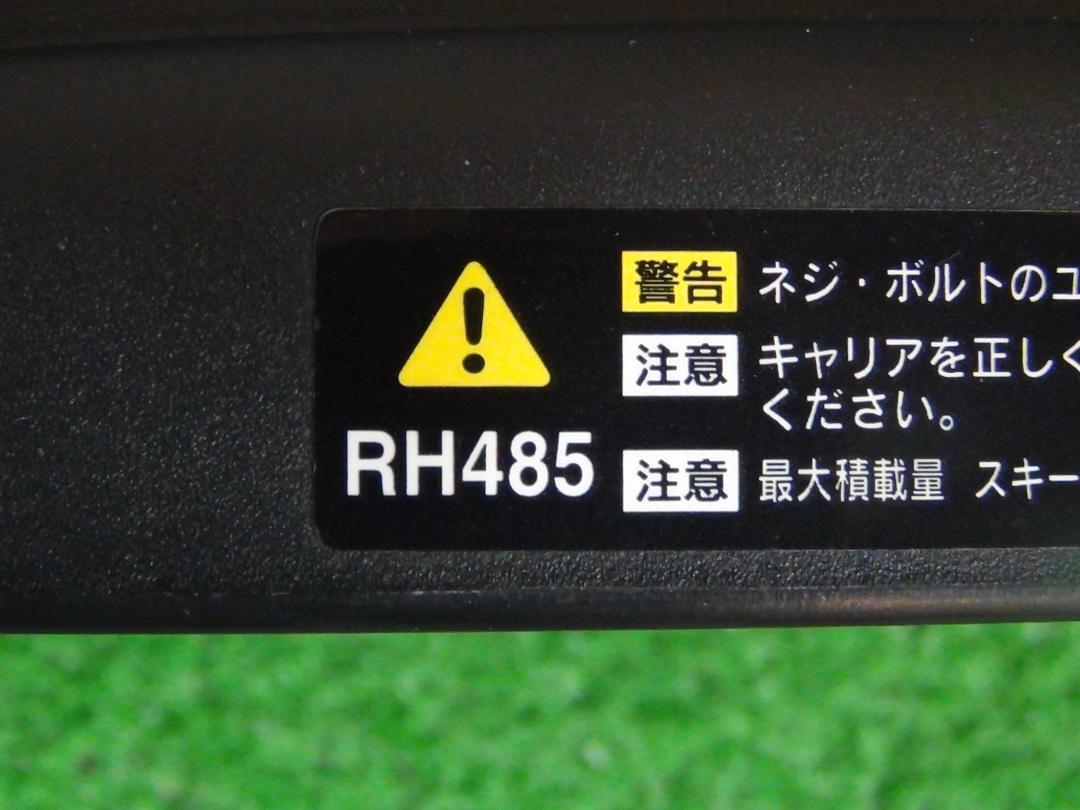 警告 ネジ・ボルトのユ
注意 キャリアを正しく
ください。
RH485
注意 最大積載量 スキー